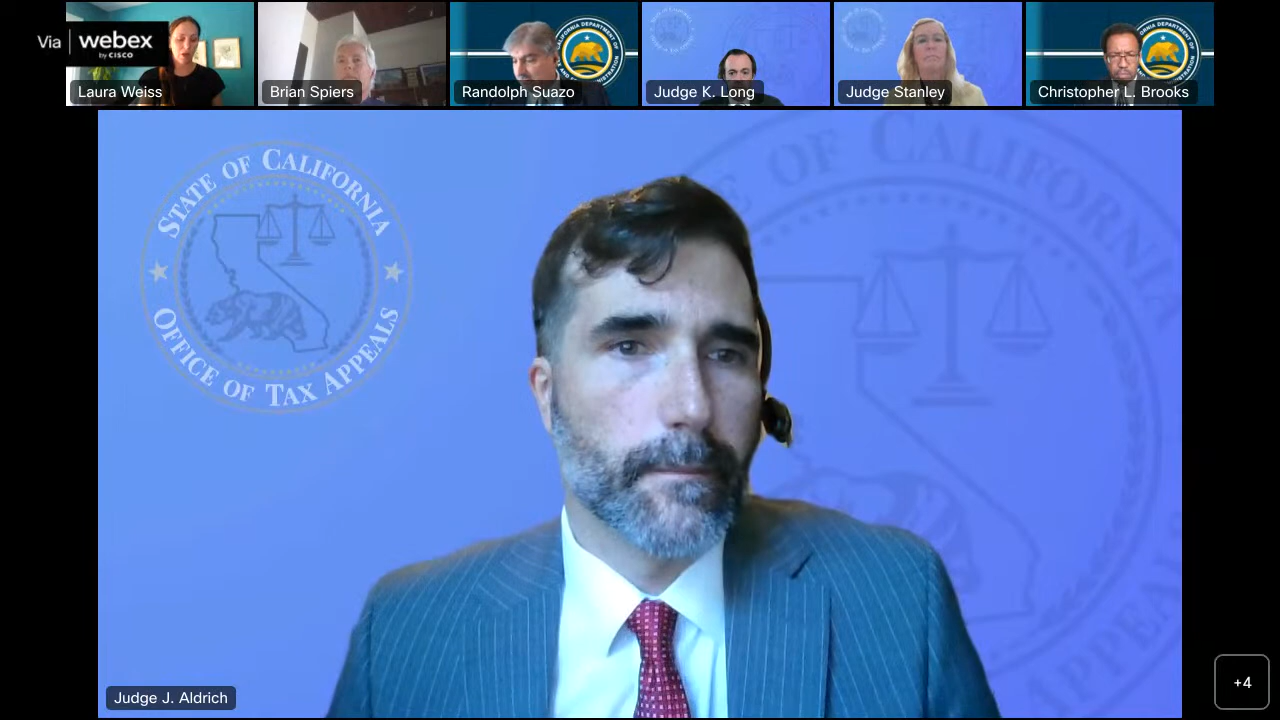 Via webex
by CISCO
Laura Weiss
Brian Spiers
Randolph Suazo
Judge K. Long
Judge Stanley
Christopher L. Brooks
STATE OF CALIFORNIA
OFFICE OF TAX APPEALS
Judge J. Aldrich
+4